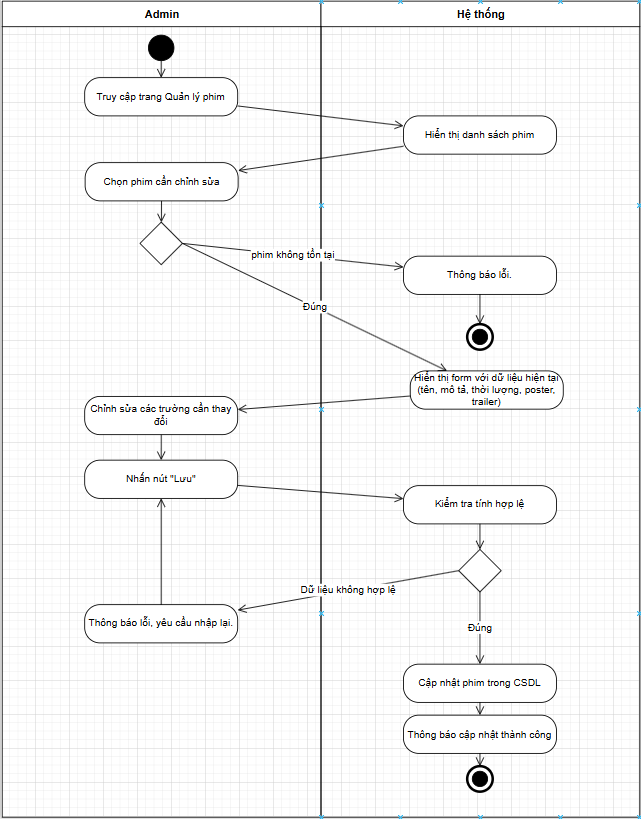 Admin
Hệ thống
Truy cập trang Quản lý phim
Hiển thị danh sách phim
Chọn phim cần chỉnh sửa
phim không tồn tại
Thông báo lỗi.
Đúng
Hiển thị form với dữ liệu hiện tại
(tên, mô tả, thời lượng, poster,
trailer)
Chỉnh sửa các trường cần thay
đổi
Nhấn nút "Lưu"
Kiểm tra tính hợp lệ
Dữ liệu không hợp lệ
Thông báo lỗi, yêu cầu nhập lại.
Đúng
Cập nhật phim trong CSDL
Thông báo cập nhật thành công